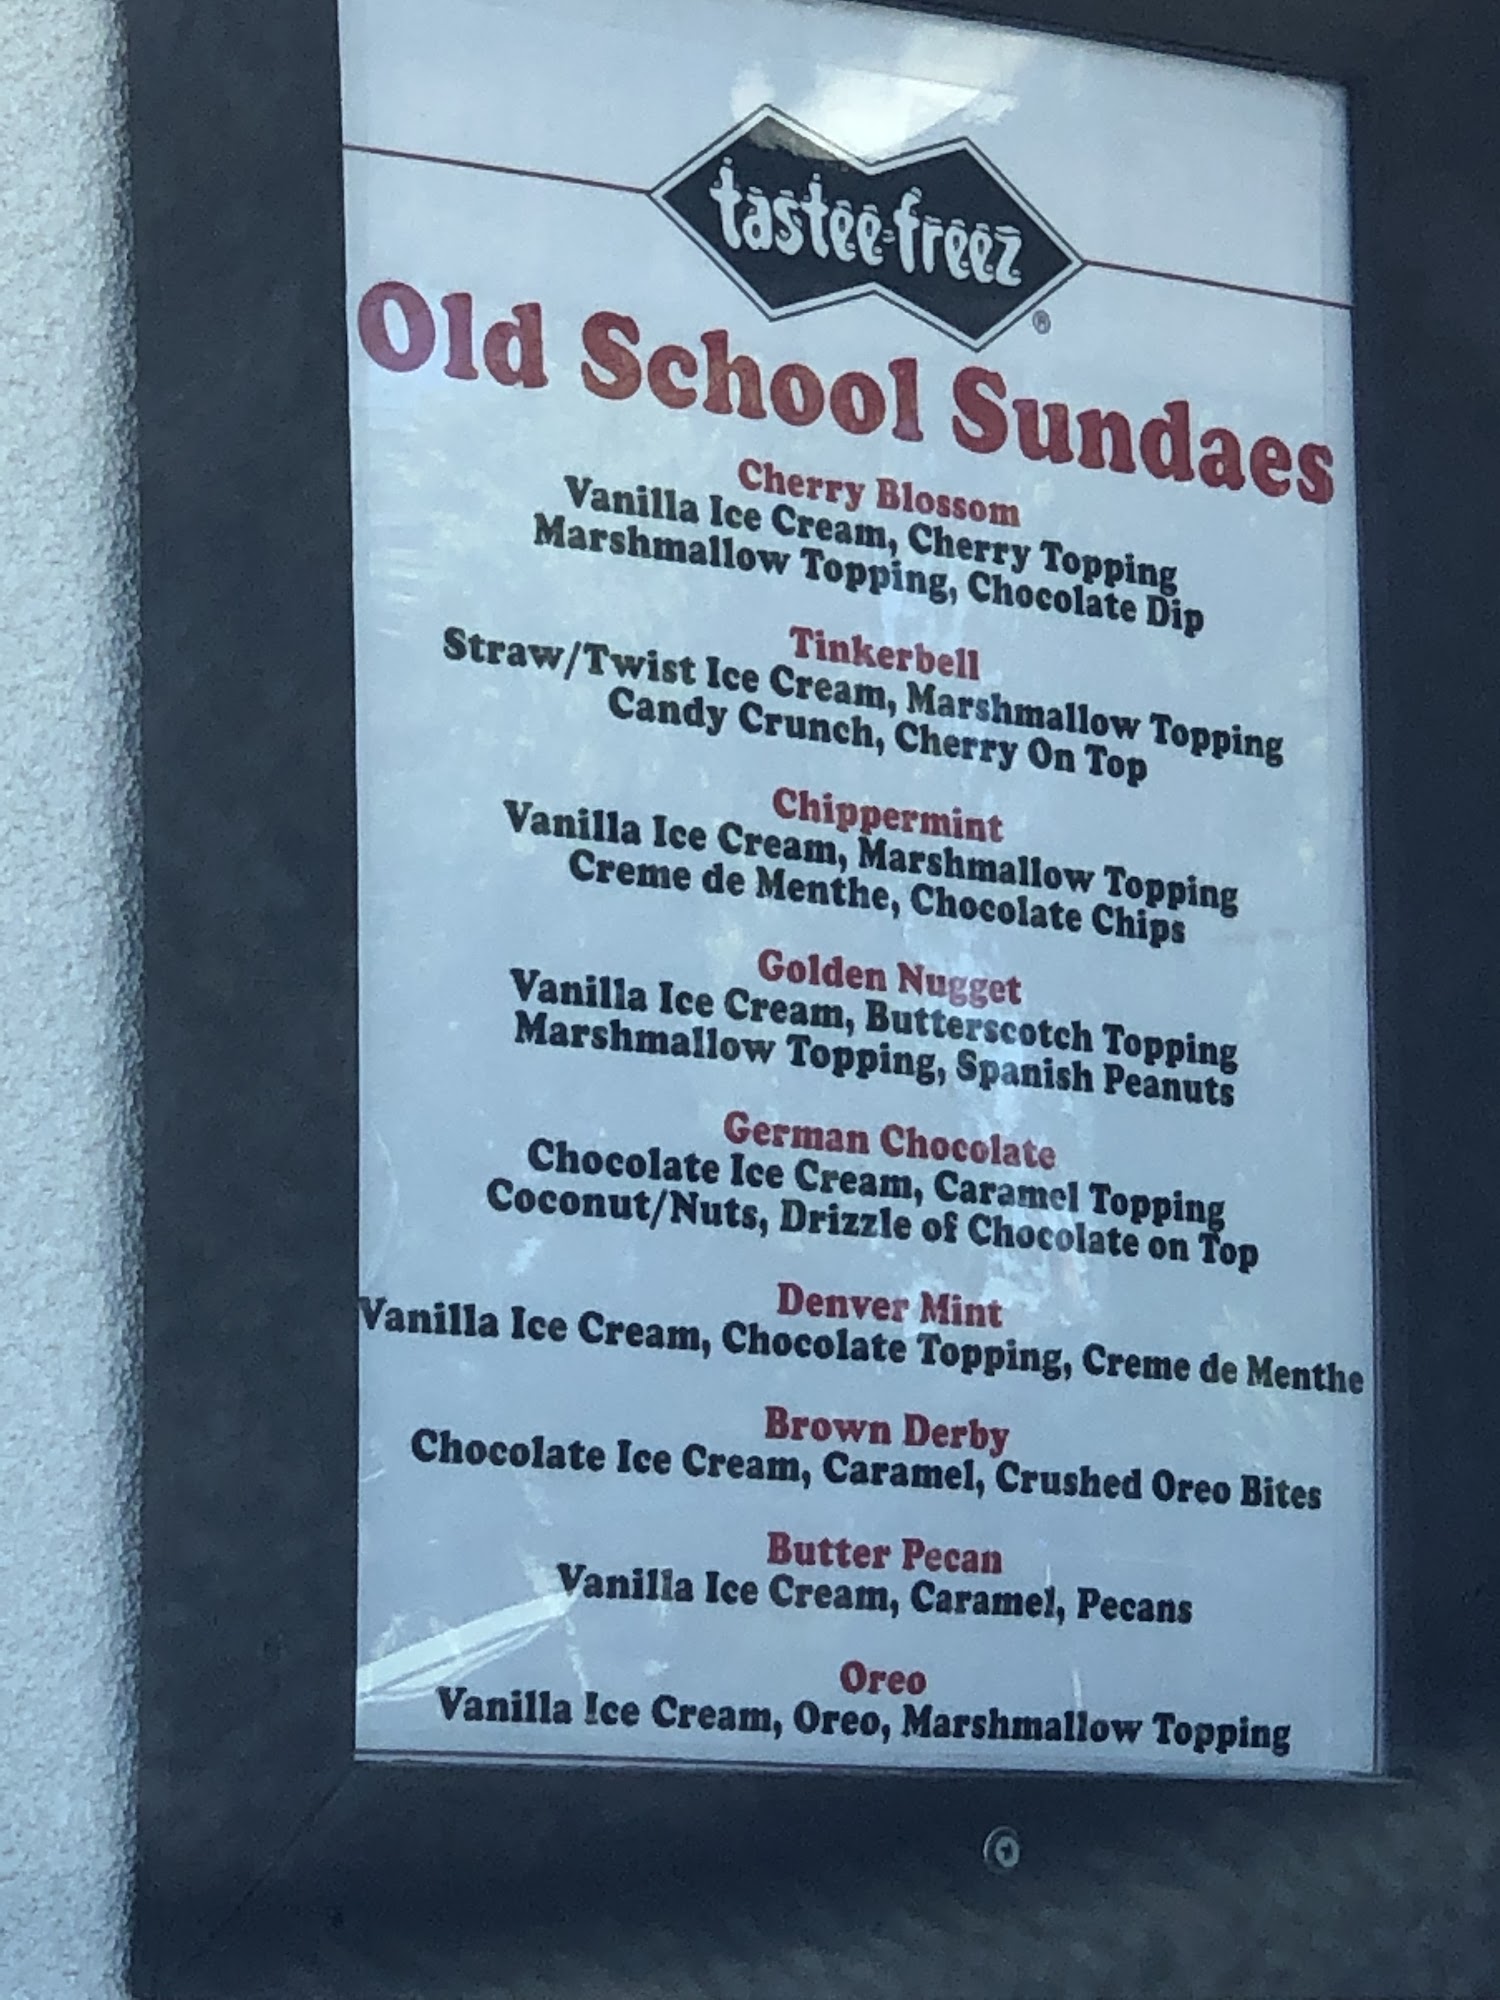 tastee-freez
®
Old School Sundaes
Cherry Blossom
Vanilla Ice Cream, Cherry Topping
Marshmallow Topping, Chocolate Dip
Tinkerbell
Straw/Twist Ice Cream, Marshmallow Topping
Candy Crunch, Cherry On Top
Chippermint
Vanilla Ice Cream, Marshmallow Topping
Creme de Menthe, Chocolate Chips
Golden Nugget
Vanilla Ice Cream, Butterscotch Topping
Marshmallow Topping, Spanish Peanuts
German Chocolate
Chocolate Ice Cream, Caramel Topping
Coconut/Nuts, Drizzle of Chocolate on Top
Denver Mint
Vanilla Ice Cream, Chocolate Topping, Creme de Menthe
Brown Derby
Chocolate Ice Cream, Caramel, Crushed Oreo Bites
Butter Pecan
Vanilla Ice Cream, Caramel, Pecans
Oreo
Vanilla Ice Cream, Oreo, Marshmallow Topping